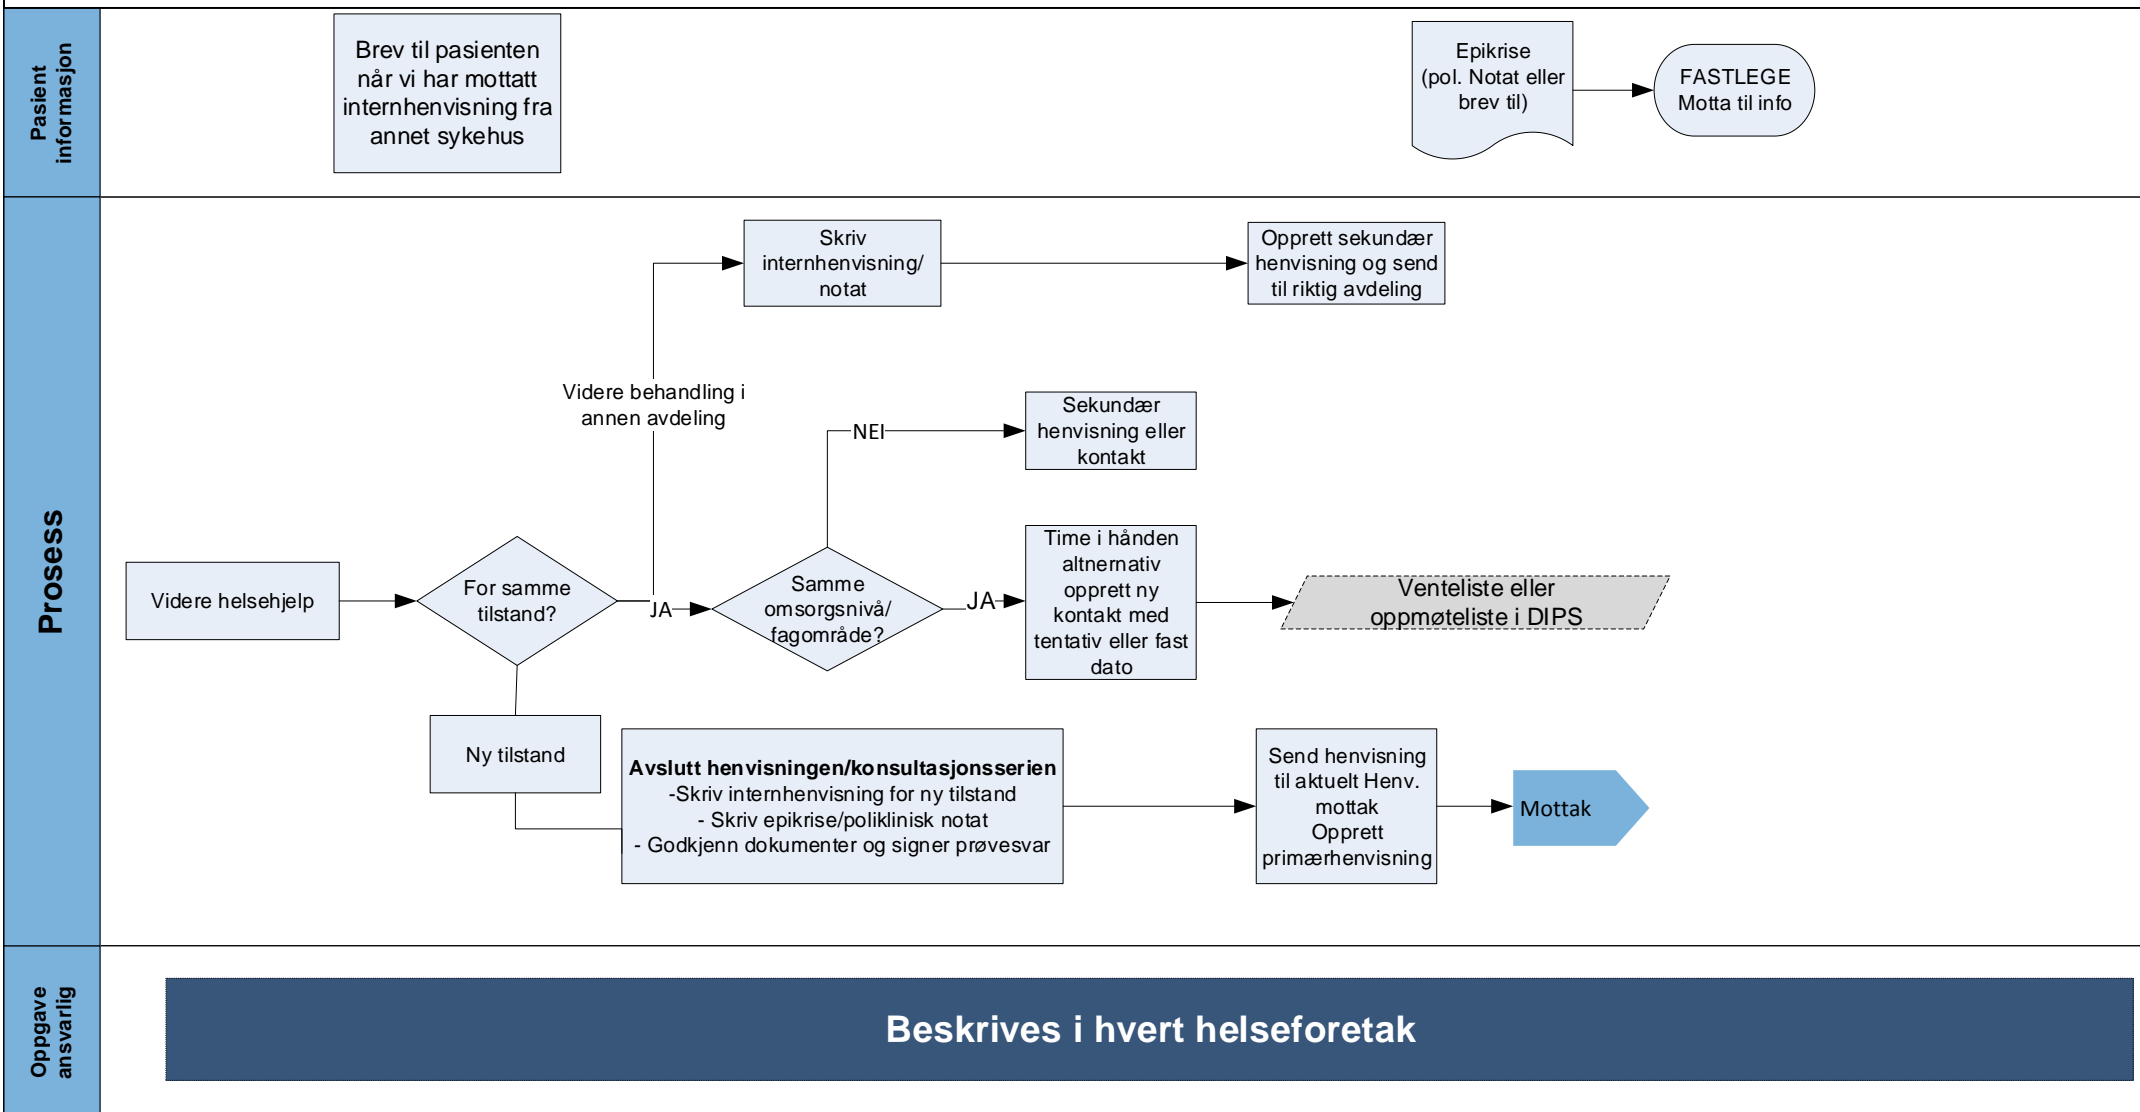 Pasient
informasjon
Brev til pasienten
når vi har mottatt
internhenvisning fra
annet sykehus
Epikrise
(pol. Notat eller
brev til)
FASTLEGE
Motta til info
Prosess
Skriv
internhenvisning/
notat
Opprett sekundær
henvisning og send
til riktig avdeling
Videre behandling i
annen avdeling
NEI
Sekundær
henvisning eller
kontakt
Videre helsehjelp
For samme
tilstand?
JA
Samme
omsorgsnivå/
fagområde?
JA
Time i hånden
altnernativ
opprett ny
kontakt med
tentativ eller fast
dato
Venteliste eller
oppmøteliste i DIPS
Ny tilstand
Avslutt henvisningen/konsultasjonsserien
-Skriv internhenvisning for ny tilstand
- Skriv epikrise/poliklinisk notat
- Godkjenn dokumenter og signer prøvesvar
Send henvisning
til aktuelt Henv.
mottak
Opprett
primærhenvisning
Mottak
Oppgave
ansvarlig
Beskrives i hvert helseforetak